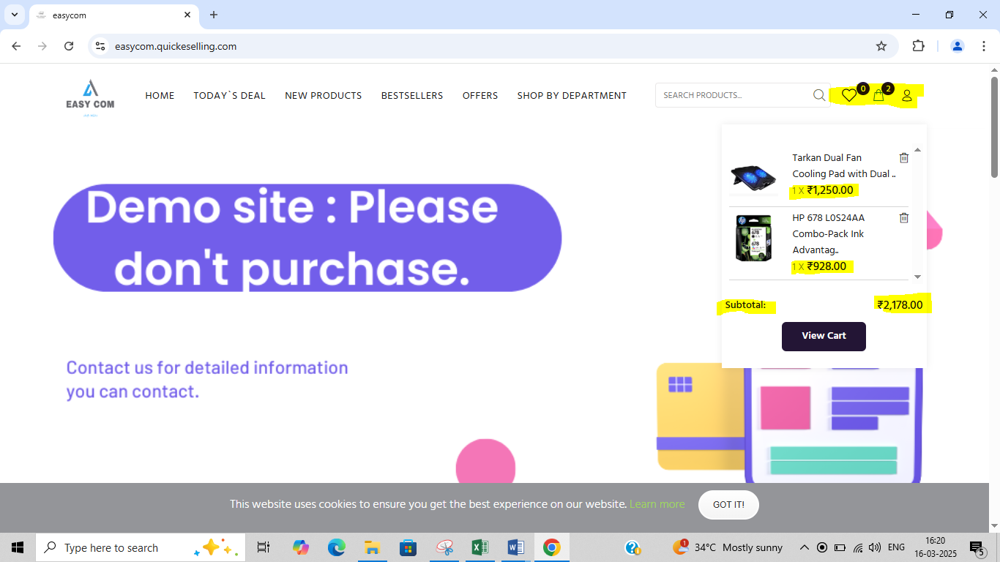 easycom
easycom.quickeselling.com
EASY COM
HOME TODAY`S DEAL NEW PRODUCTS BESTSELLERS OFFERS SHOP BY DEPARTMENT
SEARCH PRODUCTS...
0
2
Tarkan Dual Fan
Cooling Pad with Dual ..
1 X ₹1,250.00
hp
678
HP 678 L0S24AA
Combo-Pack Ink
Advantag..
1 X ₹928.00
Subtotal: ₹2,178.00
View Cart
Demo site : Please
don't purchase.
Contact us for detailed information
you can contact.
This website uses cookies to ensure you get the best experience on our website. Learn more GOT IT!
Type here to search
1
34°C Mostly sunny
ENG
16:20
16-03-2025
5